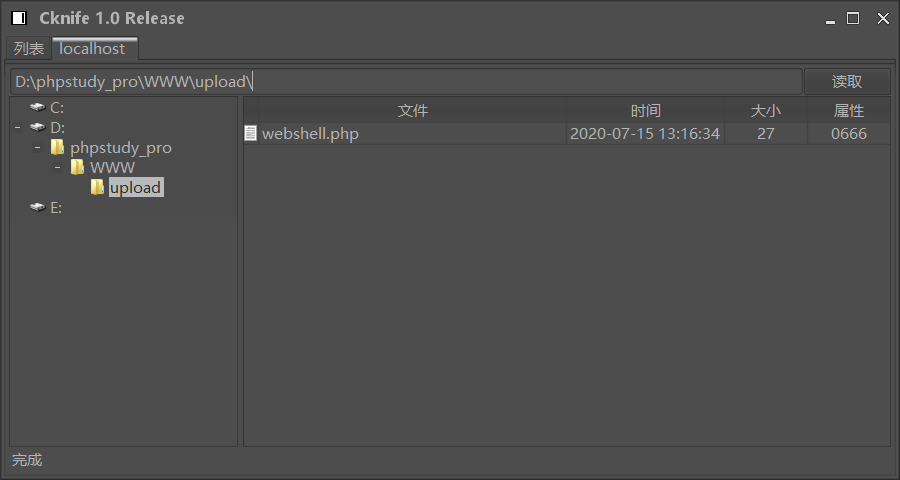 Cknife 1.0 Release
列表 localhost
D:\phpstudy_pro\WWW\upload\ 读取
C:
D:
phpstudy_pro
WWW
upload
E:
文件 时间 大小 属性
webshell.php 2020-07-15 13:16:34 27 0666
完成